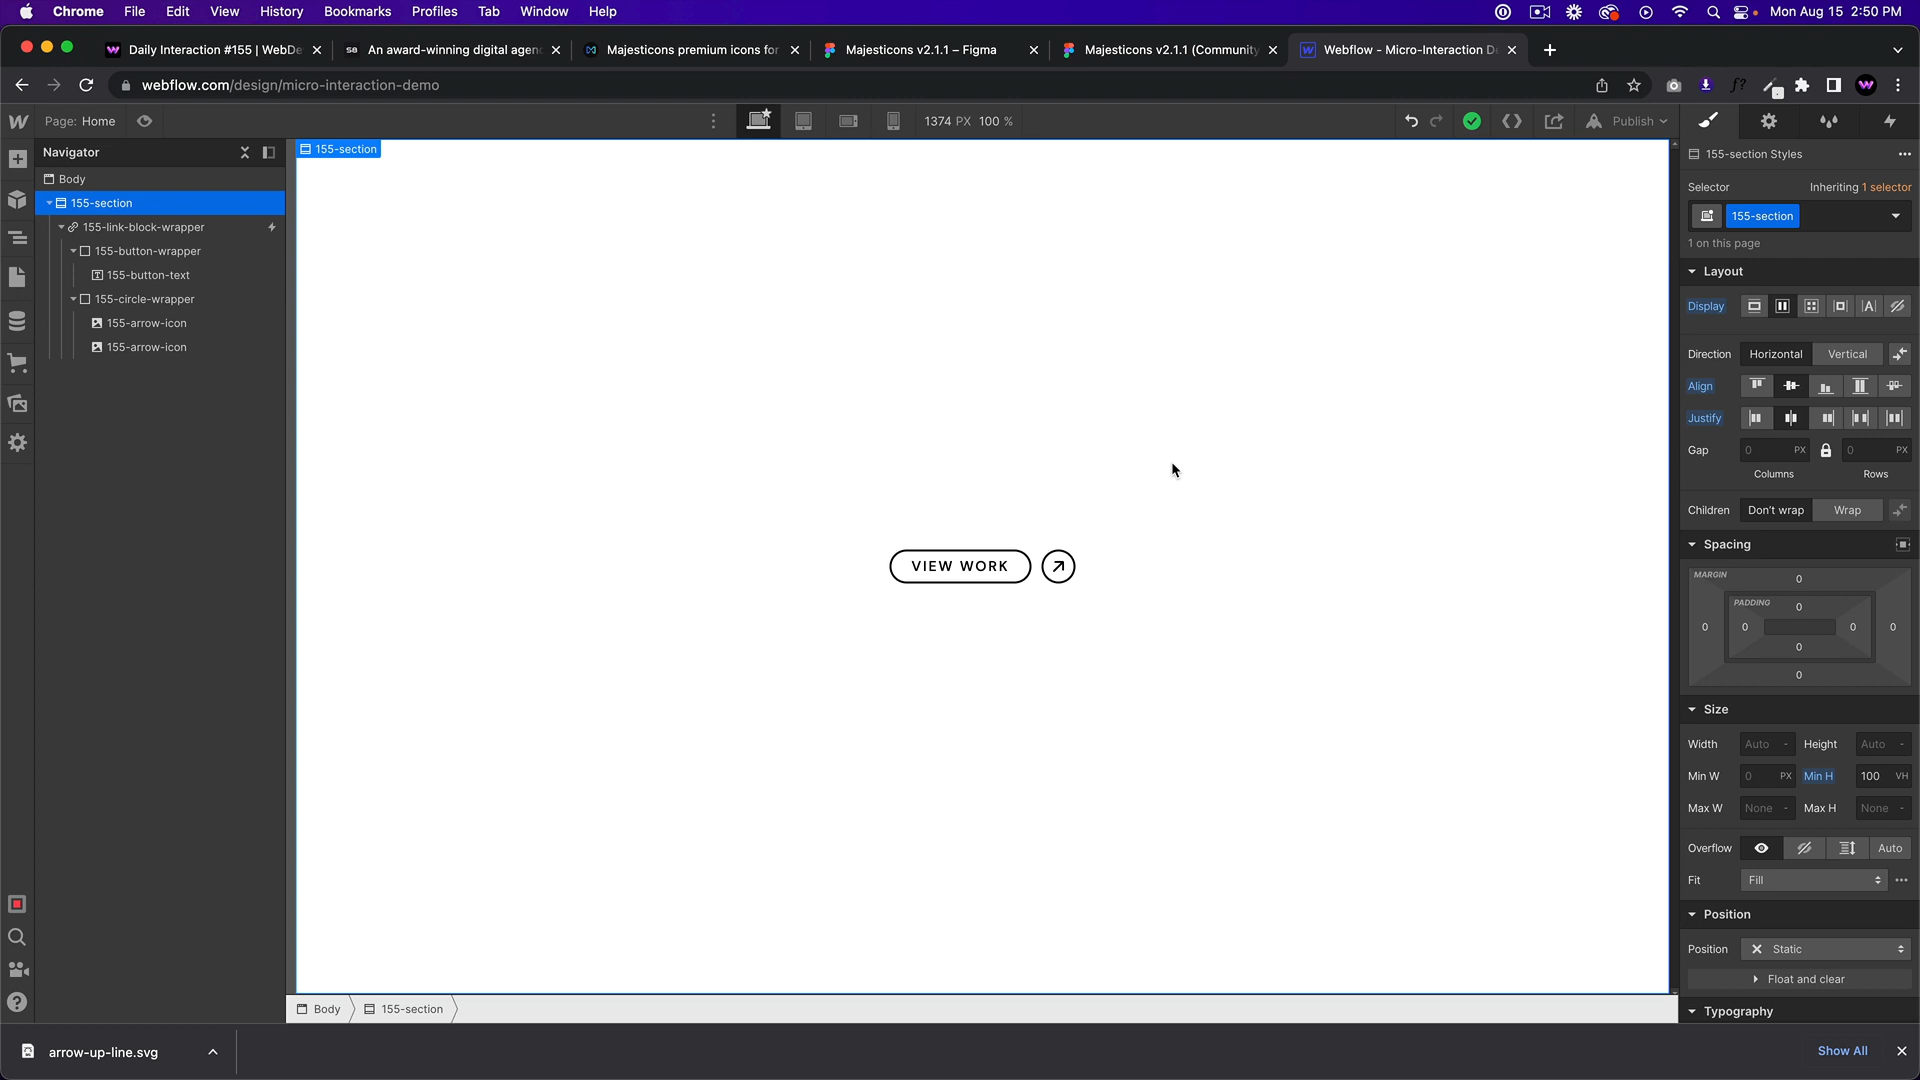 Chrome File Edit View History Bookmarks Profiles Tab Window Help Mon Aug 15 2:50 PM
Daily Interaction #155 | WebDe An award-winning digital agen Majesticons premium icons for Majesticons v2.1.1 – Figma Majesticons v2.1.1 (Community Webflow - Micro-Interaction D
webflow.com/design/micro-interaction-demo
Page: Home 1374 PX 100 % Publish
Navigator
Body
155-section
155-link-block-wrapper
155-button-wrapper
155-button-text
155-circle-wrapper
155-arrow-icon
155-arrow-icon
155-section
VIEW WORK
155-section Styles
Selector Inheriting 1 selector
155-section
1 on this page
Layout
Display
Direction Horizontal Vertical
Align
Justify
Gap 0 PX 0 PX
Columns Rows
Children Don't wrap Wrap
Spacing
MARGIN 0
PADDING 0
0 0 0 0
0
0
Size
Width Auto - Height Auto -
Min W 0 PX Min H 100 VH
Max W None - Max H None -
Overflow Auto
Fit Fill
Position
Position Static
Float and clear
Typography
Body 155-section
arrow-up-line.svg Show All